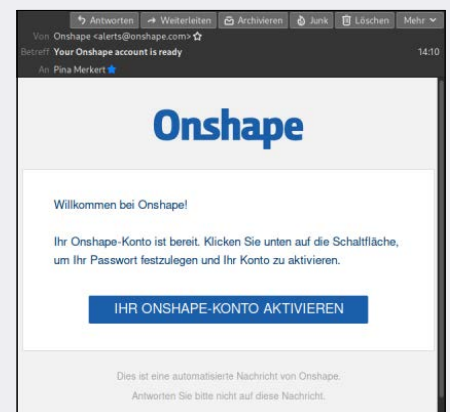 Antworten Weiterleiten Archivieren Junk Löschen Mehr
Von Onshape <alerts@onshape.com>
Betreff Your Onshape account is ready 14:10
An Pina Merkert
Onshape
Willkommen bei Onshape!
Ihr Onshape-Konto ist bereit. Klicken Sie unten auf die Schaltfläche,
um Ihr Passwort festzulegen und Ihr Konto zu aktivieren.
IHR ONSHAPE-KONTO AKTIVIEREN
Dies ist eine automatisierte Nachricht von Onshape.
Antworten Sie bitte nicht auf diese Nachricht.